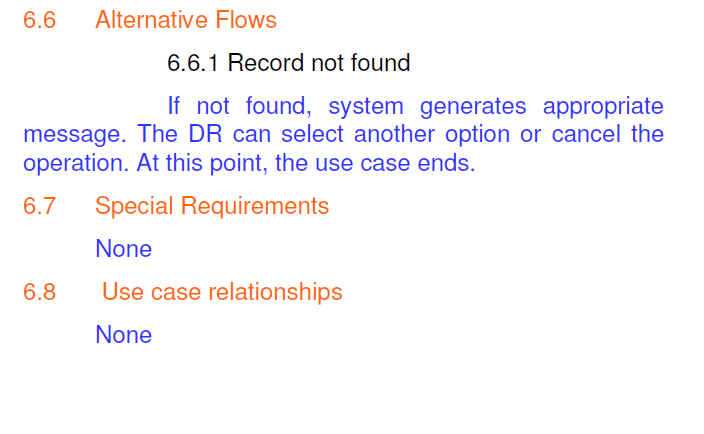 6.6 Alternative Flows
6.6.1 Record not found
If not found, system generates appropriate
message. The DR can select another option or cancel the
operation. At this point, the use case ends.
6.7 Special Requirements
None
6.8 Use case relationships
None